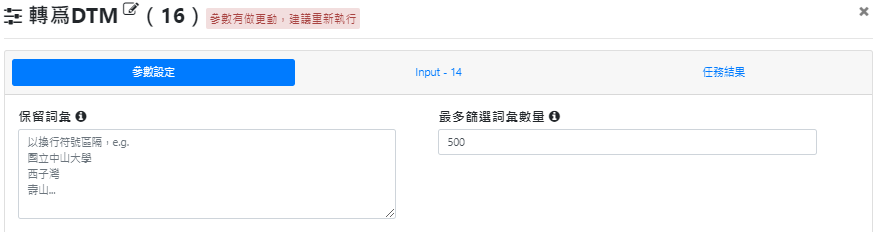 轉為DTM（16）參數有做更動，建議重新執行
參數設定 Input - 14 任務結果
保留詞彙 最多篩選詞彙數量
以換行符號區隔，e.g. 500
國立中山大學
西子灣
壽山...